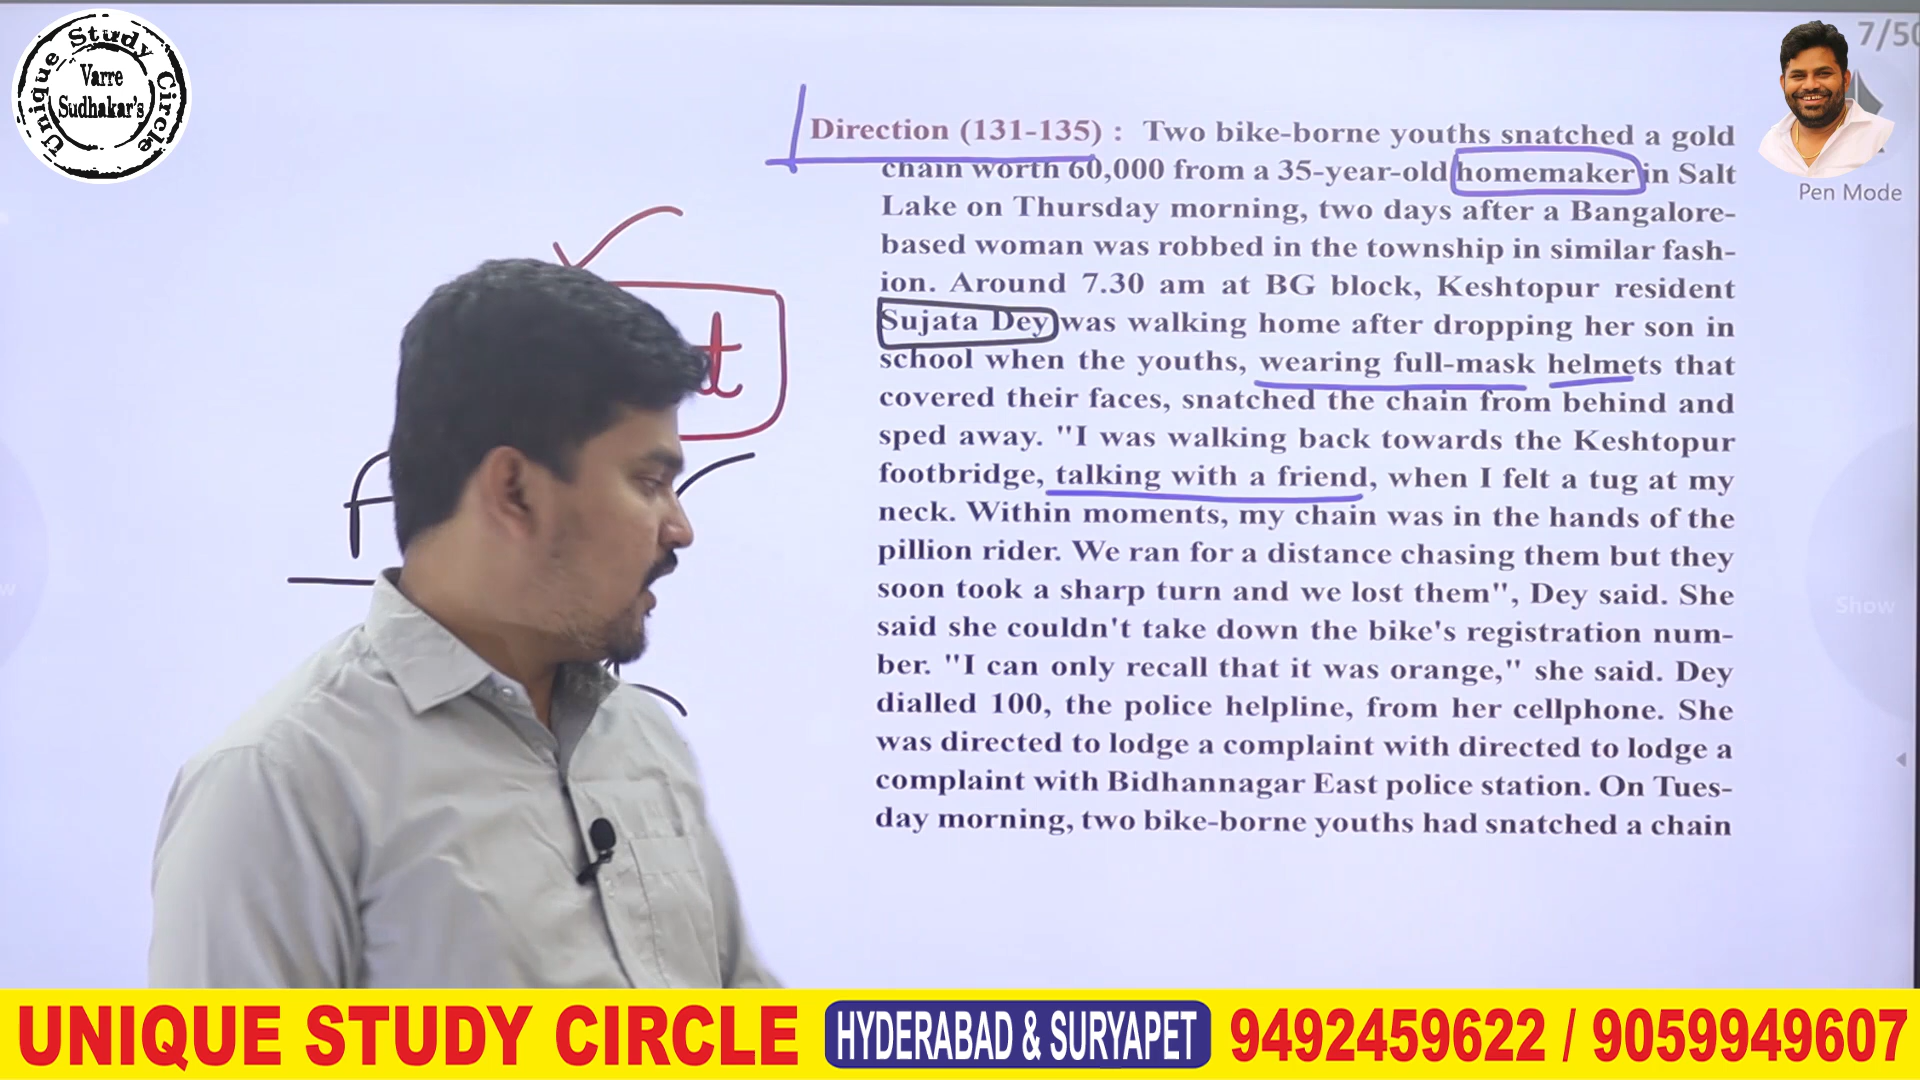 Unique Study Circle
Varre
Sudhakar's
7/50
Pen Mode
Direction (131-135) : Two bike-borne youths snatched a gold
chain worth 60,000 from a 35-year-old homemaker in Salt
Lake on Thursday morning, two days after a Bangalore-
based woman was robbed in the township in similar fash-
ion. Around 7.30 am at BG block, Keshtopur resident
Sujata Dey was walking home after dropping her son in
school when the youths, wearing full-mask helmets that
covered their faces, snatched the chain from behind and
sped away. "I was walking back towards the Keshtopur
footbridge, talking with a friend, when I felt a tug at my
neck. Within moments, my chain was in the hands of the
pillion rider. We ran for a distance chasing them but they
soon took a sharp turn and we lost them", Dey said. She
said she couldn't take down the bike's registration num-
ber. "I can only recall that it was orange," she said. Dey
dialled 100, the police helpline, from her cellphone. She
was directed to lodge a complaint with directed to lodge a
complaint with Bidhannagar East police station. On Tues-
day morning, two bike-borne youths had snatched a chain
Show
t
f
UNIQUE STUDY CIRCLE
HYDERABAD & SURYAPET
9492459622 / 9059949607